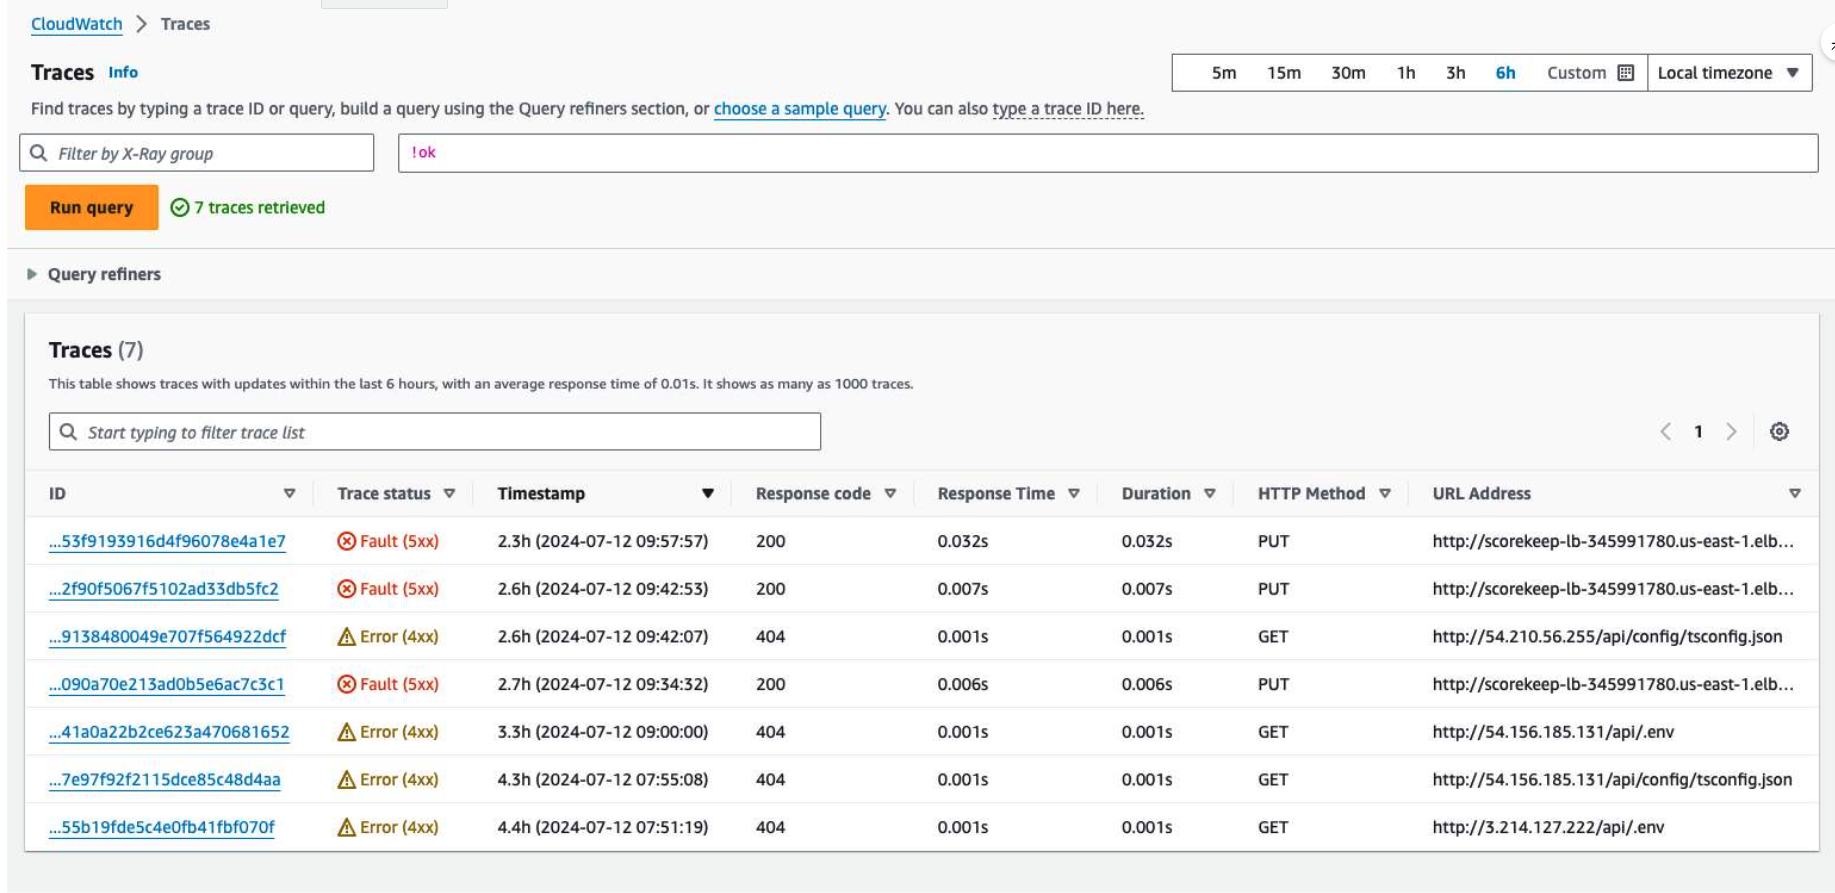 CloudWatch > Traces
Traces Info
5m 15m 30m 1h 3h 6h Custom Local timezone
Find traces by typing a trace ID or query, build a query using the Query refiners section, or choose a sample query. You can also type a trace ID here.
Filter by X-Ray group
!ok
Run query 7 traces retrieved
Query refiners
Traces (7)
This table shows traces with updates within the last 6 hours, with an average response time of 0.01s. It shows as many as 1000 traces.
Start typing to filter trace list
1
ID Trace status Timestamp Response code Response Time Duration HTTP Method URL Address
...53f9193916d4f96078e4a1e7 Fault (5xx) 2.3h (2024-07-12 09:57:57) 200 0.032s 0.032s PUT http://scorekeep-lb-345991780.us-east-1.elb...
...2f90f5067f5102ad33db5fc2 Fault (5xx) 2.6h (2024-07-12 09:42:53) 200 0.007s 0.007s PUT http://scorekeep-lb-345991780.us-east-1.elb...
...9138480049e707f564922dcf Error (4xx) 2.6h (2024-07-12 09:42:07) 404 0.001s 0.001s GET http://54.210.56.255/api/config/tsconfig.json
...090a70e213ad0b5e6ac7c3c1 Fault (5xx) 2.7h (2024-07-12 09:34:32) 200 0.006s 0.006s PUT http://scorekeep-lb-345991780.us-east-1.elb...
...41a0a22b2ce623a470681652 Error (4xx) 3.3h (2024-07-12 09:00:00) 404 0.001s 0.001s GET http://54.156.185.131/api/.env
...7e97f92f2115dce85c48d4aa Error (4xx) 4.3h (2024-07-12 07:55:08) 404 0.001s 0.001s GET http://54.156.185.131/api/config/tsconfig.json
...55b19fde5c4e0fb41fbf070f Error (4xx) 4.4h (2024-07-12 07:51:19) 404 0.001s 0.001s GET http://3.214.127.222/api/.env